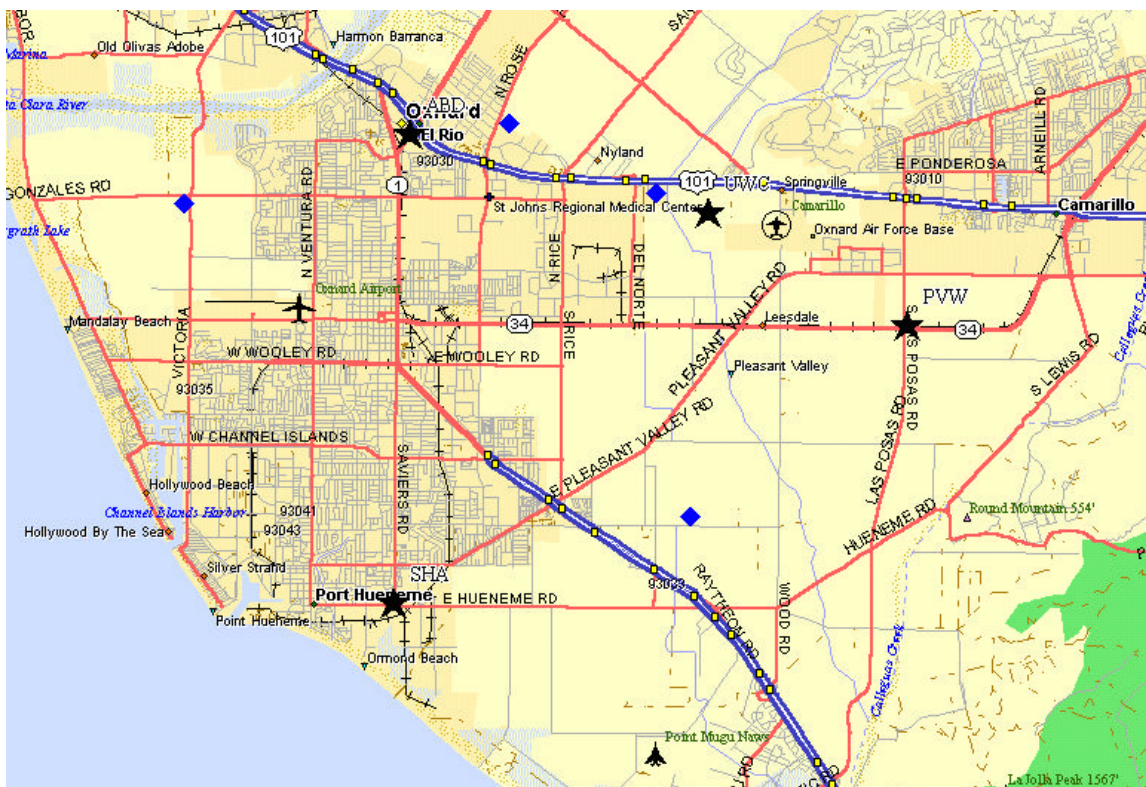 101
Harmon Barranca
Old Olivas Adobe
Marina
Clara River
N ROSE
ABD
Oxnard
El Rio
93030
Nyland
ARNEILL RD
E PONDEROSA
93010
GONZALES RD
1
N VENTURA RD
101
UWC
Springville
Camarillo
Camarillo
St Johns Regional Medical Center
Oxnard Air Force Base
Lake
N RICE
DEL NORTE
Oxnard Airport
PLEASANT VALLEY RD
PVW
Mandalay Beach
VICTORIA
34
S RICE
Leesdale
34
W WOOLEY RD
E WOOLEY RD
S LEWIS RD
93035
Pleasant Valley
POSAS RD
W CHANNEL ISLANDS
E PLEASANT VALLEY RD
SAVIERS RD
LAS POSAS RD
Hollywood Beach
Channel Islands Harbor
93041
Hollywood By The Sea
93043
Round Mountain 554'
HUENEME RD
Silver Strand
SHA
93033
Port Hueneme
E HUENEME RD
RAYTHEON RD
WOOD RD
Point Hueneme
Calleguas Creek
Ormond Beach
Point Mugu Naws
La Jolla Peak 1567'